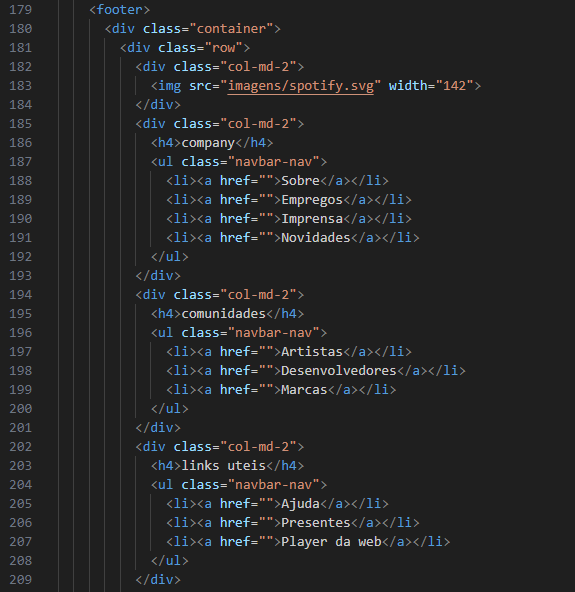 179 <footer>
180 <div class="container">
181 <div class="row">
182 <div class="col-md-2">
183 <img src="imagens/spotify.svg" width="142">
184 </div>
185 <div class="col-md-2">
186 <h4>company</h4>
187 <ul class="navbar-nav">
188 <li><a href="">Sobre</a></li>
189 <li><a href="">Empregos</a></li>
190 <li><a href="">Imprensa</a></li>
191 <li><a href="">Novidades</a></li>
192 </ul>
193 </div>
194 <div class="col-md-2">
195 <h4>comunidades</h4>
196 <ul class="navbar-nav">
197 <li><a href="">Artistas</a></li>
198 <li><a href="">Desenvolvedores</a></li>
199 <li><a href="">Marcas</a></li>
200 </ul>
201 </div>
202 <div class="col-md-2">
203 <h4>links uteis</h4>
204 <ul class="navbar-nav">
205 <li><a href="">Ajuda</a></li>
206 <li><a href="">Presentes</a></li>
207 <li><a href="">Player da web</a></li>
208 </ul>
209 </div>